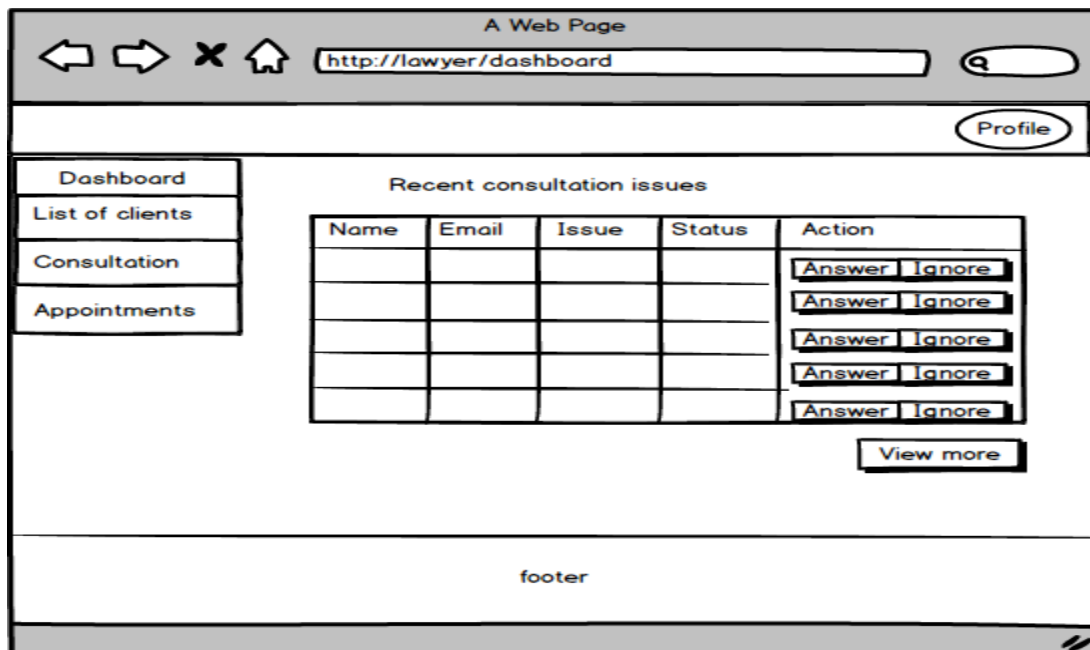 A Web Page
http://lawyer/dashboard
Profile
Dashboard
List of clients
Consultation
Appointments
Recent consultation issues
Name Email Issue Status Action
Answer Ignore
Answer Ignore
Answer Ignore
Answer Ignore
Answer Ignore
View more
footer